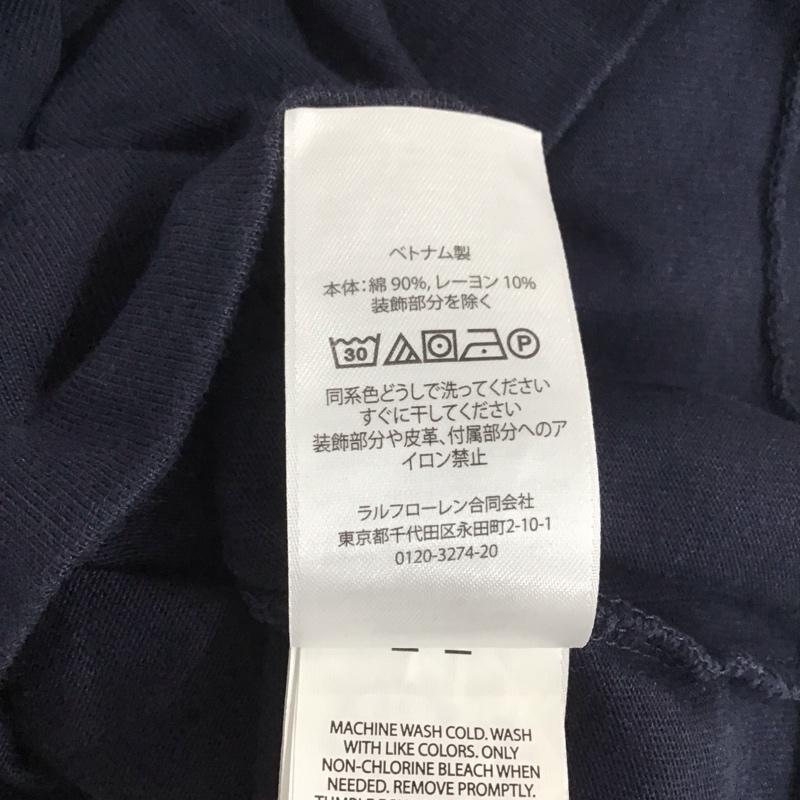 ベトナム製
本体:綿 90%, レーヨン 10%
装飾部分を除く
30 P
同系色どうしで洗ってください
すぐに干してください
装飾部分や皮革、付属部分へのア
イロン禁止
ラルフローレン合同会社
東京都千代田区永田町2-10-1
0120-3274-20
MACHINE WASH COLD. WASH
WITH LIKE COLORS. ONLY
NON-CHLORINE BLEACH WHEN
NEEDED. REMOVE PROMPTLY.